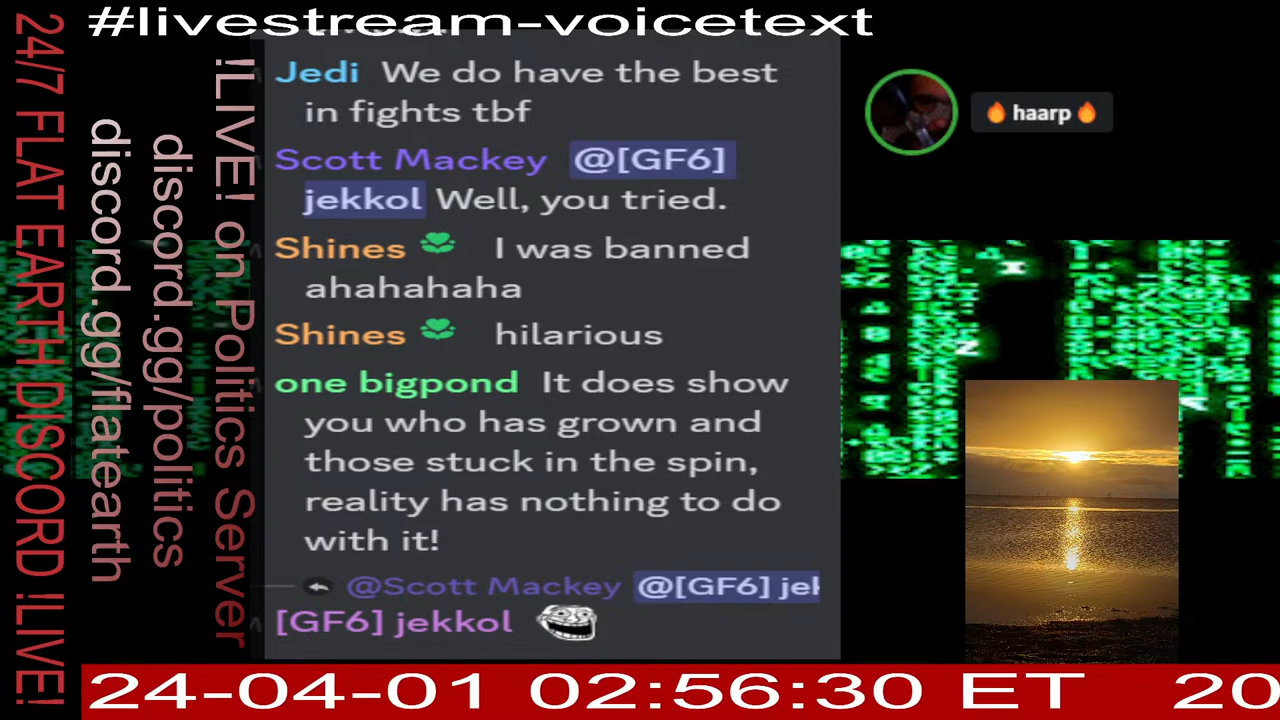 #livestream-voicetext
24/7 FLAT EARTH DISCORD !LIVE!
discord.gg/flatearth
discord.gg/politics
!LIVE! on Politics Server
Jedi We do have the best
in fights tbf
Scott Mackey @[GF6]
jekkol Well, you tried.
Shines I was banned
ahahahaha
Shines hilarious
one bigpond It does show
you who has grown and
those stuck in the spin,
reality has nothing to do
with it!
@Scott Mackey @[GF6] jek
[GF6] jekkol
🔥 haarp 🔥
24-04-01 02:56:30 ET 20